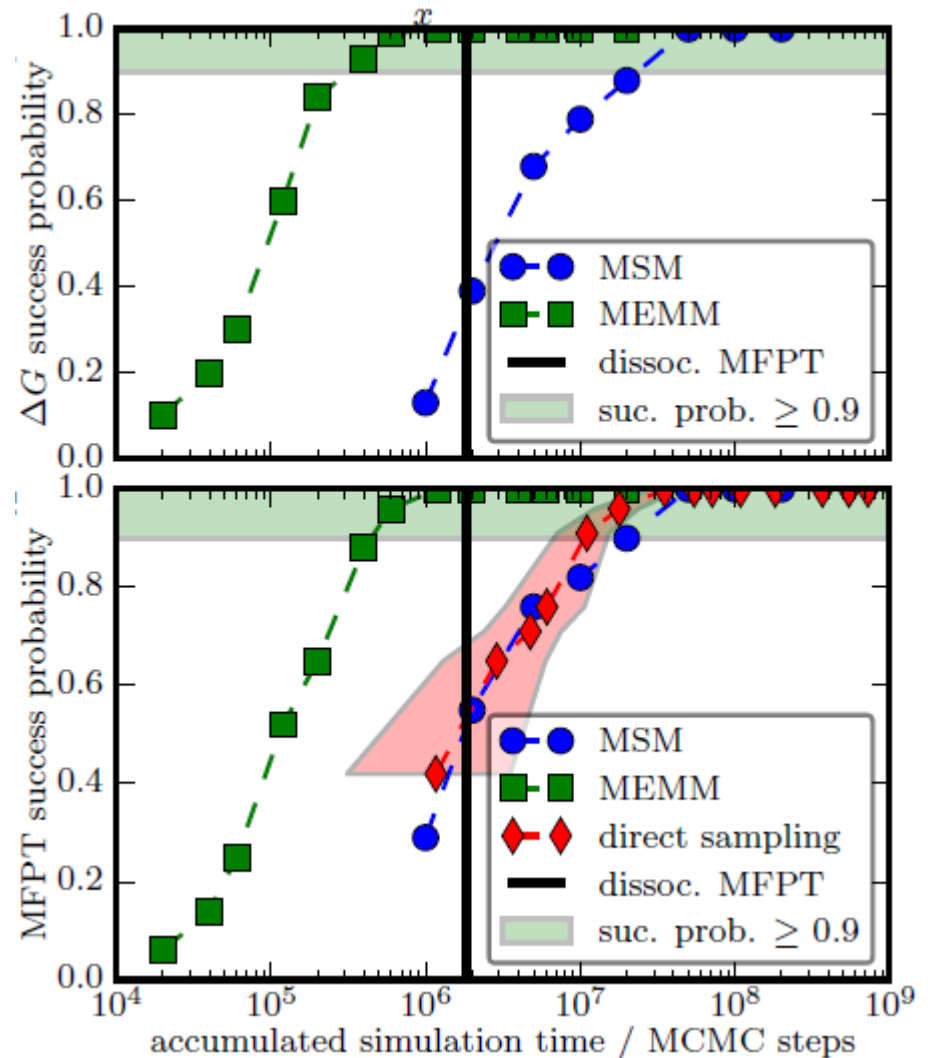 x
1.0
0.8
0.6
0.4
0.2
0.0
ΔG success probability
MSM
MEMM
dissoc. MFPT
suc. prob. ≥ 0.9
1.0
0.8
0.6
0.4
0.2
0.0
MFPT success probability
MSM
MEMM
direct sampling
dissoc. MFPT
suc. prob. ≥ 0.9
10⁴ 10⁵ 10⁶ 10⁷ 10⁸ 10⁹
accumulated simulation time / MCMC steps